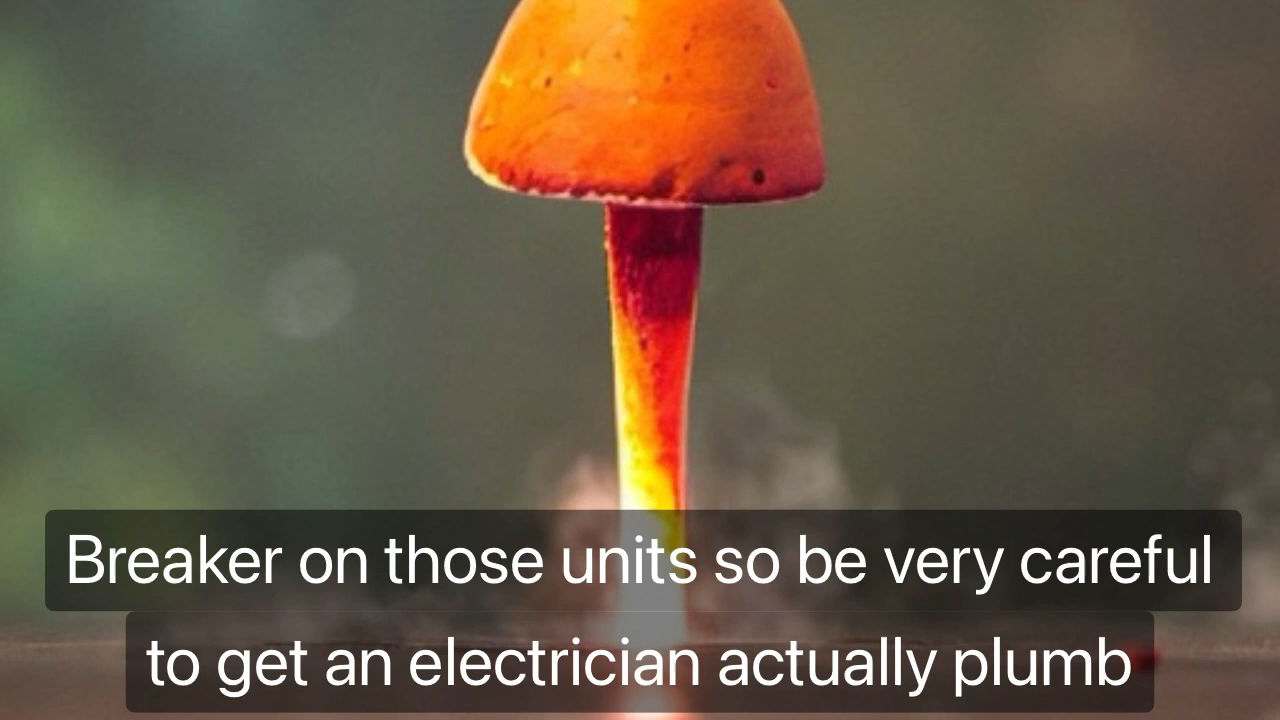 Breaker on those units so be very careful
to get an electrician actually plumb